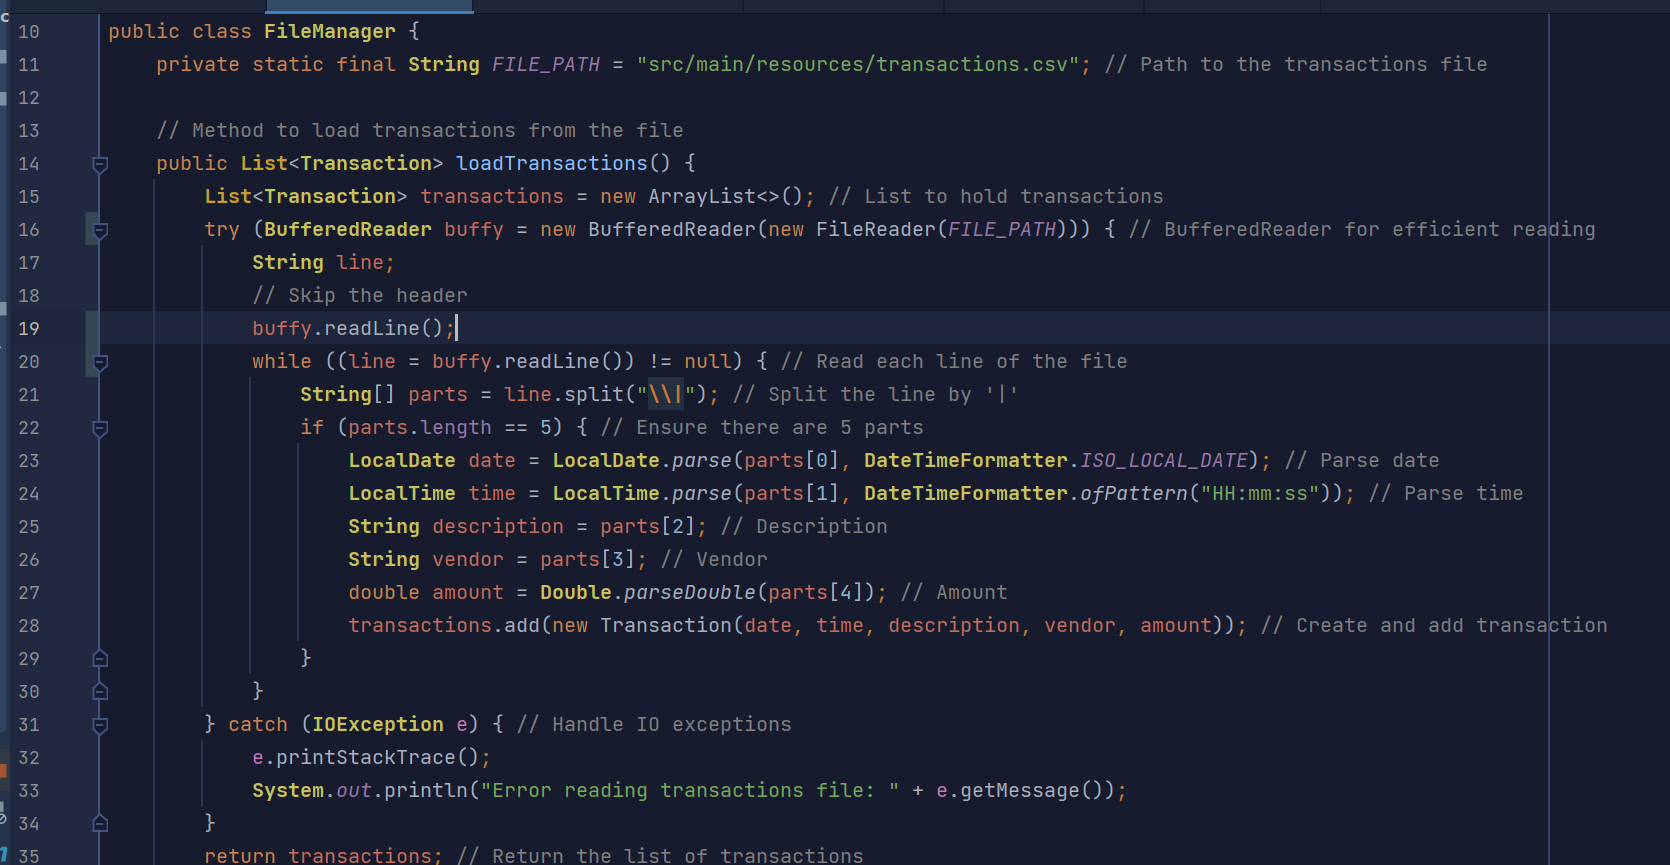 10 public class FileManager {
11 private static final String FILE_PATH = "src/main/resources/transactions.csv"; // Path to the transactions file
12
13 // Method to load transactions from the file
14 public List<Transaction> loadTransactions() {
15 List<Transaction> transactions = new ArrayList<>(); // List to hold transactions
16 try (BufferedReader buffy = new BufferedReader(new FileReader(FILE_PATH))) { // BufferedReader for efficient reading
17 String line;
18 // Skip the header
19 buffy.readLine();
20 while ((line = buffy.readLine()) != null) { // Read each line of the file
21 String[] parts = line.split("\\|"); // Split the line by '|'
22 if (parts.length == 5) { // Ensure there are 5 parts
23 LocalDate date = LocalDate.parse(parts[0], DateTimeFormatter.ISO_LOCAL_DATE); // Parse date
24 LocalTime time = LocalTime.parse(parts[1], DateTimeFormatter.ofPattern("HH:mm:ss")); // Parse time
25 String description = parts[2]; // Description
26 String vendor = parts[3]; // Vendor
27 double amount = Double.parseDouble(parts[4]); // Amount
28 transactions.add(new Transaction(date, time, description, vendor, amount)); // Create and add transaction
29 }
30 }
31 } catch (IOException e) { // Handle IO exceptions
32 e.printStackTrace();
33 System.out.println("Error reading transactions file: " + e.getMessage());
34 }
35 return transactions; // Return the list of transactions